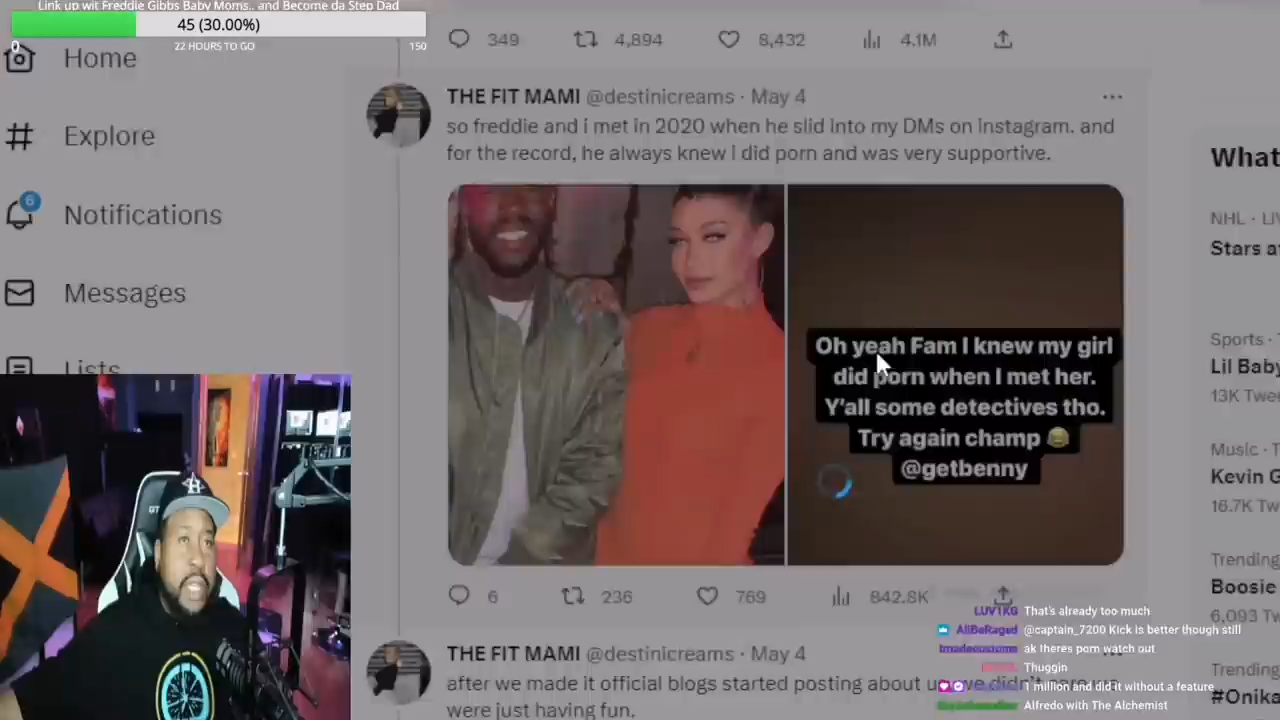 Link up wit Freddie Gibbs Baby Moms.. and Become da Step Dad
45 (30.00%)
0
22 HOURS TO GO
150
Home
Explore
6
Notifications
Messages
Lists
349
4,894
8,432
4.1M
THE FIT MAMI @destinicreams · May 4
so freddie and i met in 2020 when he slid into my DMs on instagram. and
for the record, he always knew I did porn and was very supportive.
Oh yeah Fam I knew my girl
did porn when I met her.
Y'all some detectives tho.
Try again champ 😂
@getbenny
6
236
769
842.8K
THE FIT MAMI @destinicreams · May 4
after we made it official blogs started posting about
were just having fun.
What
NHL · LIV
Stars a
Sports ·
Lil Baby
13K Twe
Music · T
Kevin G
16.7K Tw
Trending
Boosie
6,093 Tw
Trending
#Onika
LUV1KG That's already too much
AliBeRaged @captain_7200 Kick is better though still
ak theres porn watch out
Thuggin
1 million and did it without a feature
Alfredo with The Alchemist
GT